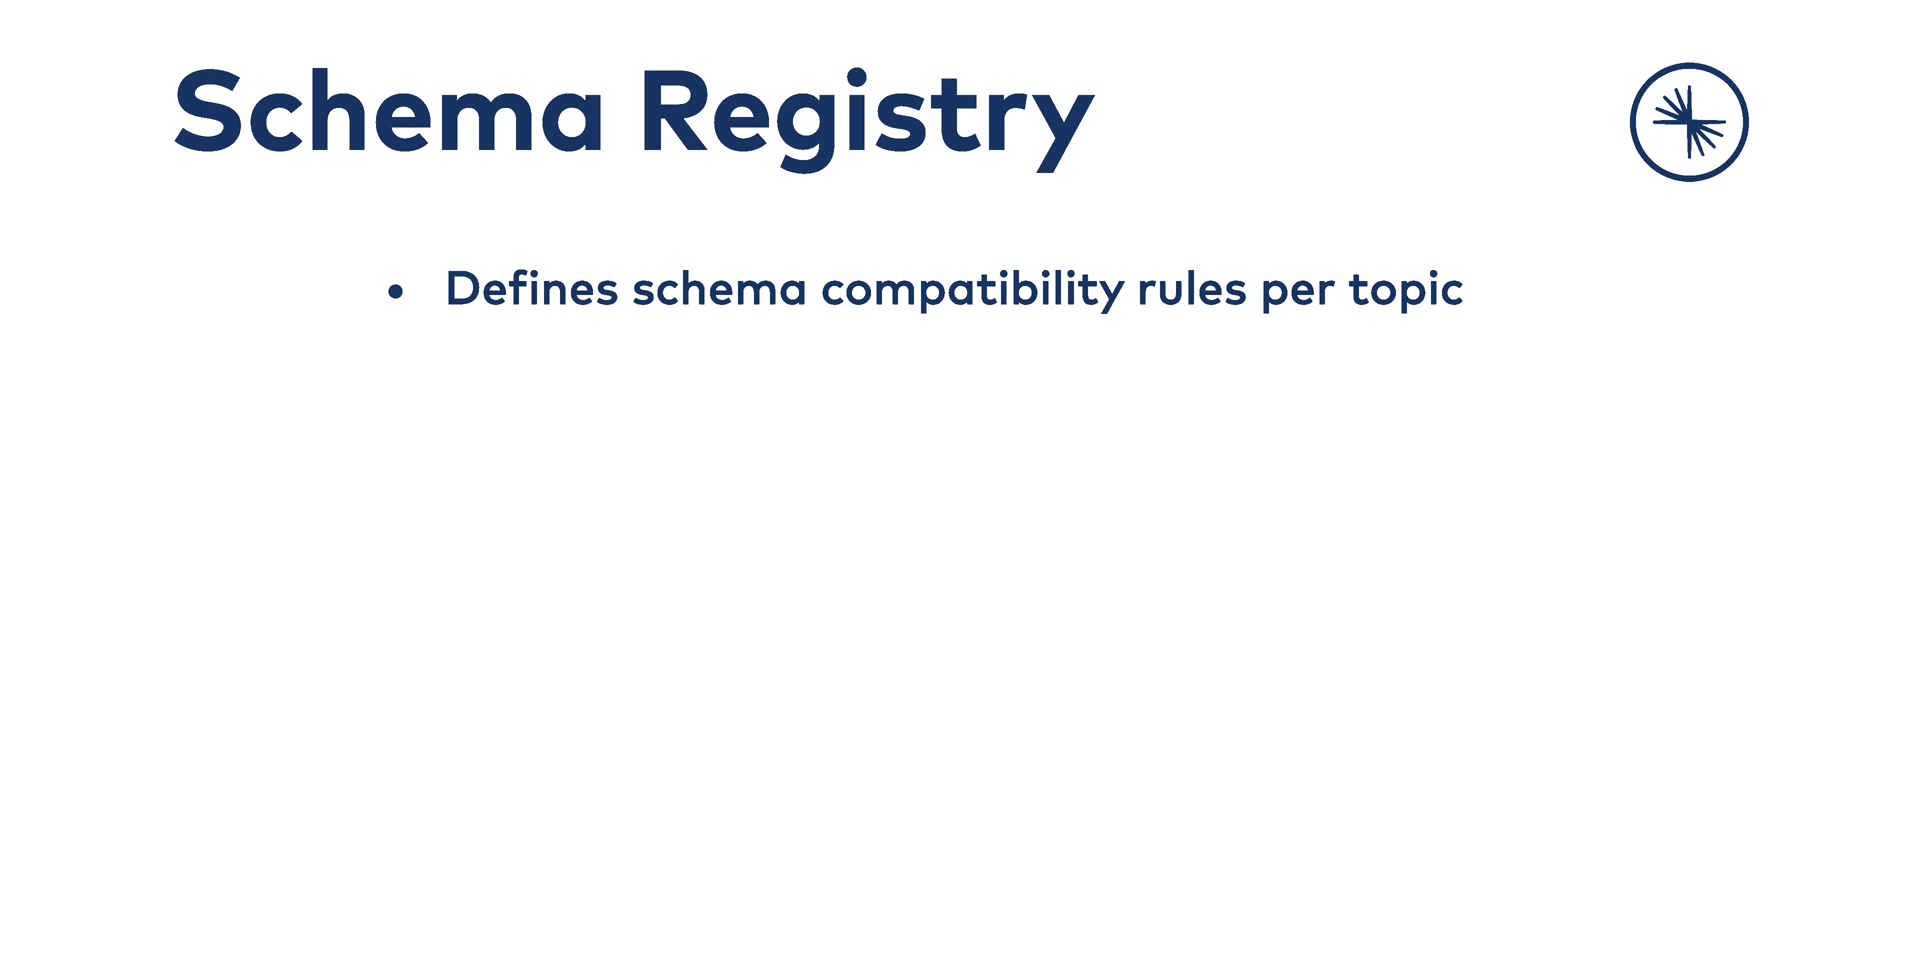 Schema Registry
• Defines schema compatibility rules per topic